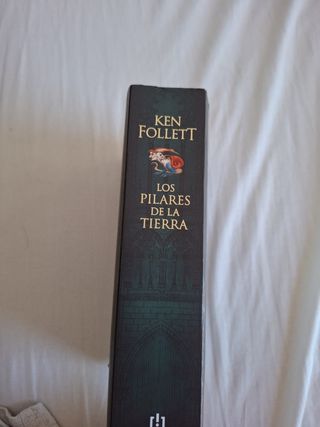 KEN
FOLLETT
LOS
PILARES
DE LA
TIERRA
[!]